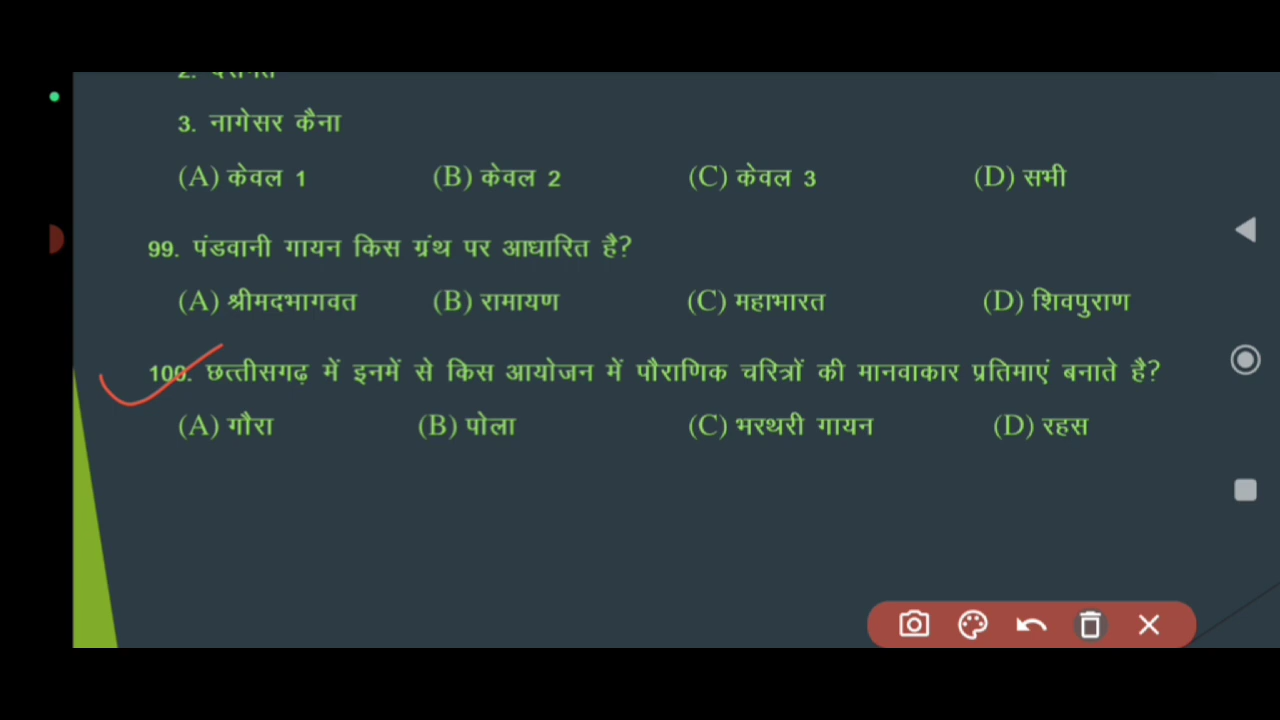 3. नागेसर कैना
(A) केवल 1 (B) केवल 2 (C) केवल 3 (D) सभी
99. पंडवानी गायन किस ग्रंथ पर आधारित है?
(A) श्रीमदभागवत (B) रामायण (C) महाभारत (D) शिवपुराण
100. छत्तीसगढ़ में इनमें से किस आयोजन में पौराणिक चरित्रों की मानवाकार प्रतिमाएं बनाते है?
(A) गौरा (B) पोला (C) भरथरी गायन (D) रहस